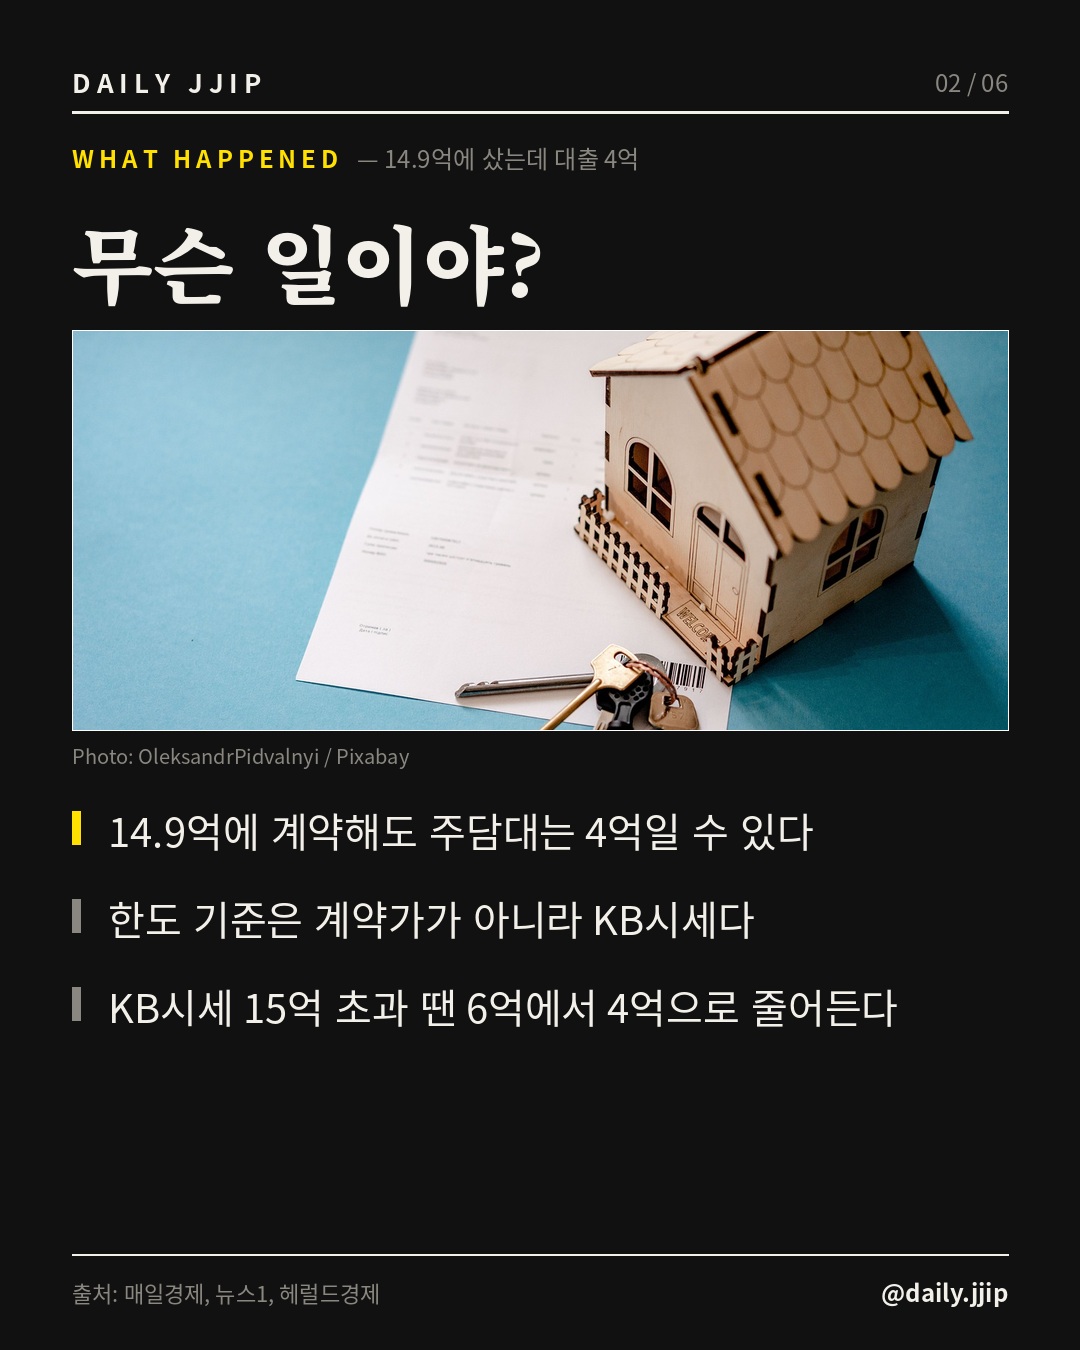 DAILY JJIP
02 / 06
WHAT HAPPENED — 14.9억에 샀는데 대출 4억
무슨 일이야?
WELCOM
Photo: OleksandrPidvalnyi / Pixabay
14.9억에 계약해도 주담대는 4억일 수 있다
한도 기준은 계약가가 아니라 KB시세다
KB시세 15억 초과 땐 6억에서 4억으로 줄어든다
출처: 매일경제, 뉴스1, 헤럴드경제
@daily.jjip